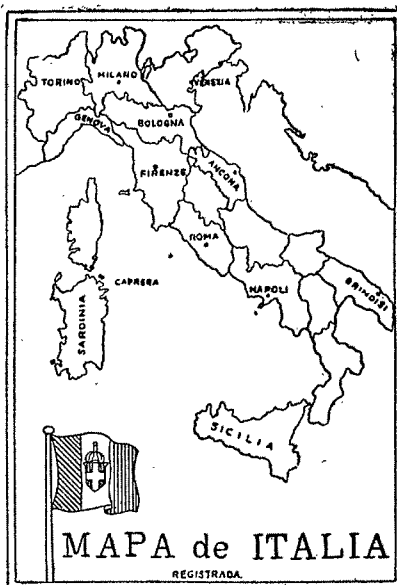 TORINO
MILANO
VENEZIA
GENOVA
BOLOGNA
FIRENZE
ANCONA
ROMA
CAPRERA
NAPOLI
BRINDISI
SARDINIA
SICILIA
MAPA de ITALIA
REGISTRADA.